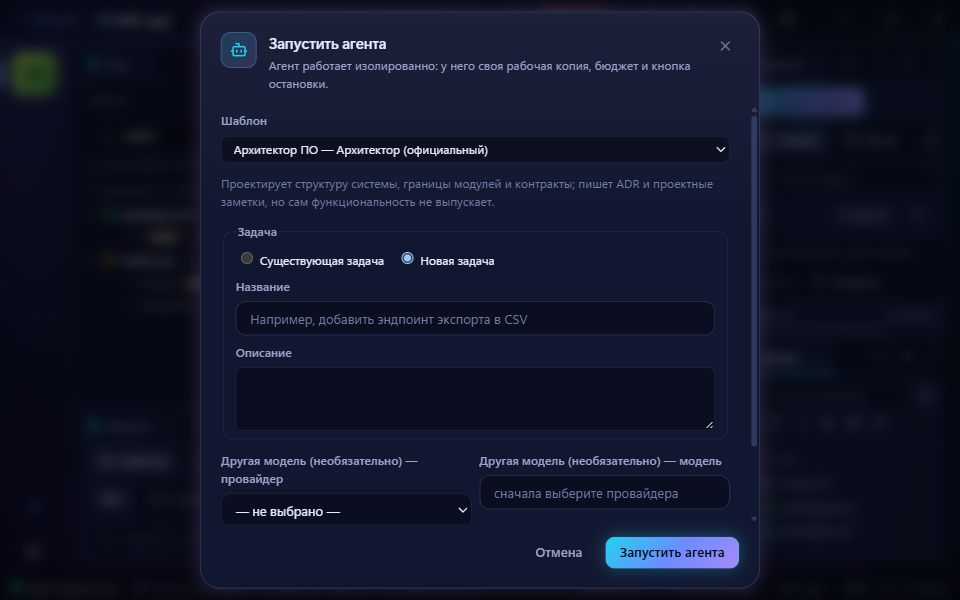 Запустить агента
Агент работает изолированно: у него своя рабочая копия, бюджет и кнопка
остановки.
Шаблон
Архитектор ПО — Архитектор (официальный)
Проектирует структуру системы, границы модулей и контракты; пишет ADR и проектные
заметки, но сам функциональность не выпускает.
Задача
Существующая задача
Новая задача
Название
Например, добавить эндпоинт экспорта в CSV
Описание
Другая модель (необязательно) —
провайдер
Другая модель (необязательно) — модель
— не выбрано —
сначала выберите провайдера
Отмена
Запустить агента